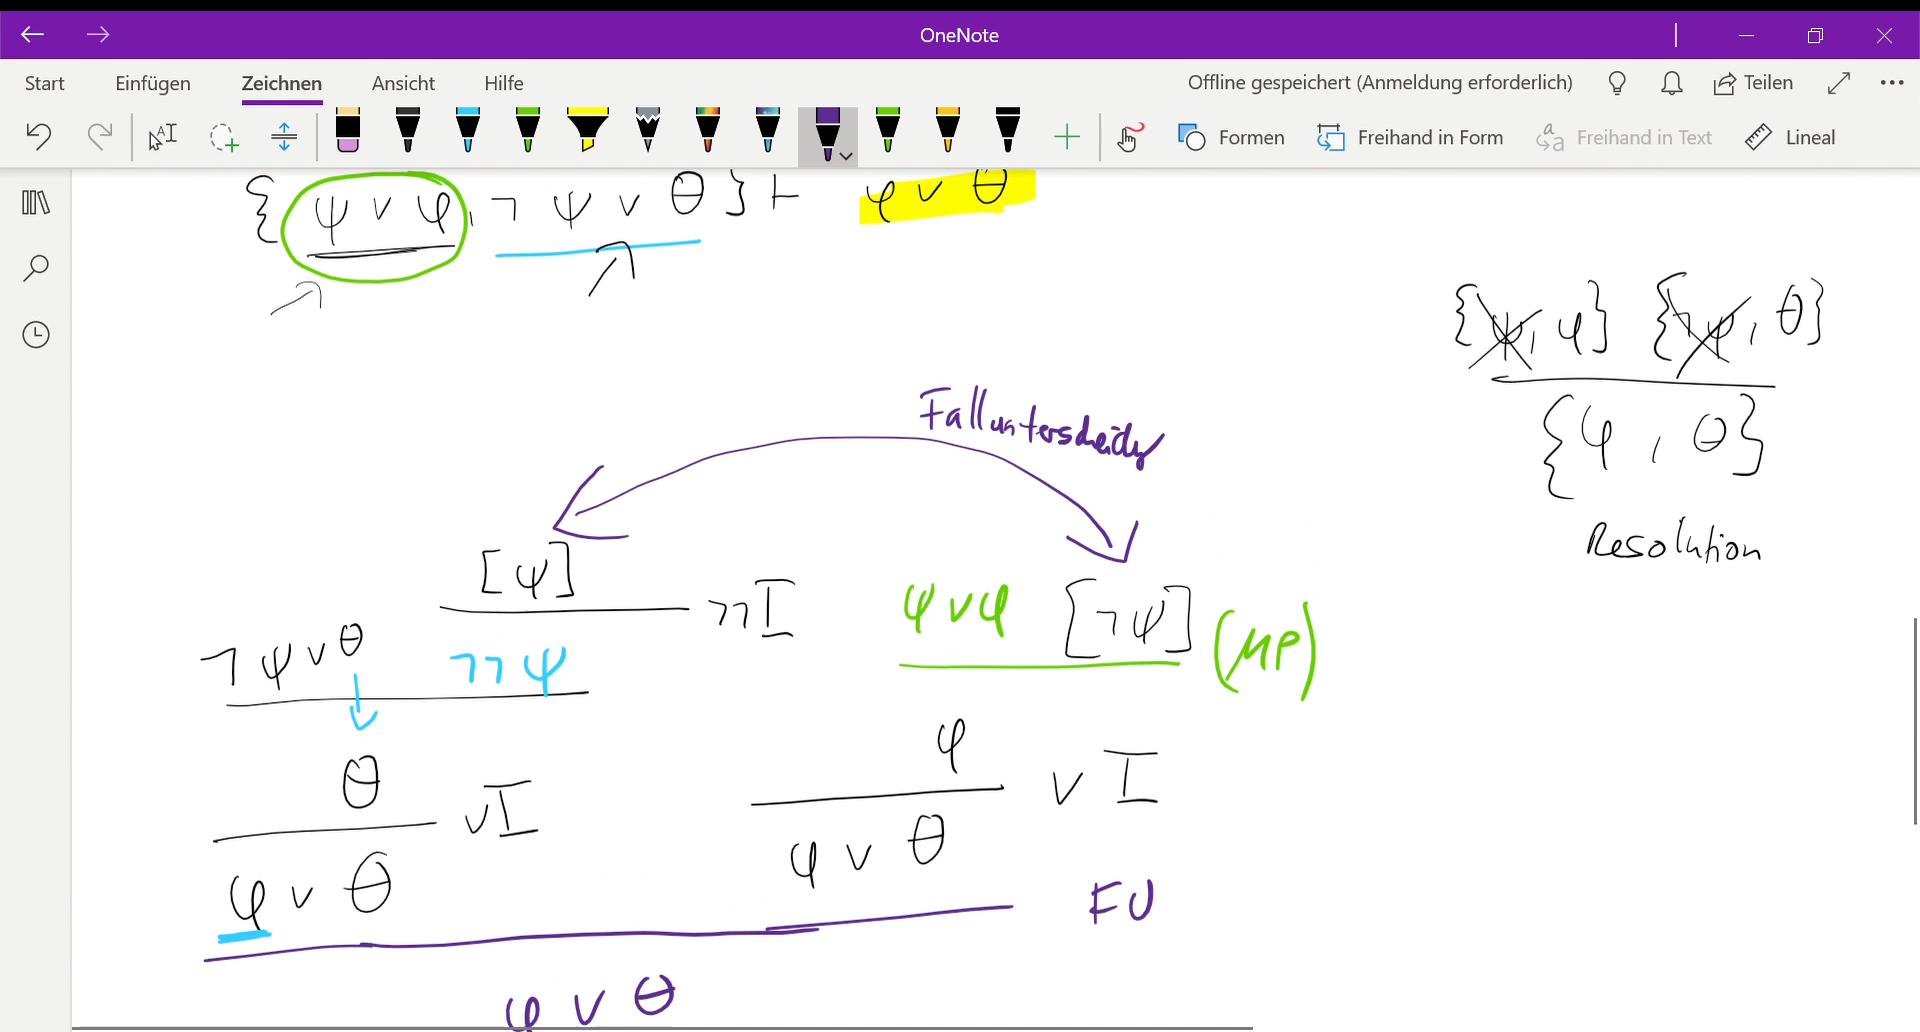 OneNote
Start Einfügen Zeichnen Ansicht Hilfe
Offline gespeichert (Anmeldung erforderlich) Teilen
Formen Freihand in Form Freihand in Text Lineal
{ψ ∨ φ, ¬ψ ∨ θ} ⊢ φ ∨ θ
{ψ, φ} {¬ψ, θ}
{φ, θ}
Resolution
Fallunterscheidg
[ψ]
¬¬I
ψ ∨ φ [¬ψ] (MP)
¬ψ ∨ θ ¬¬ψ
θ ∨I
φ ∨I
φ ∨ θ
φ ∨ θ
FU
φ ∨ θ